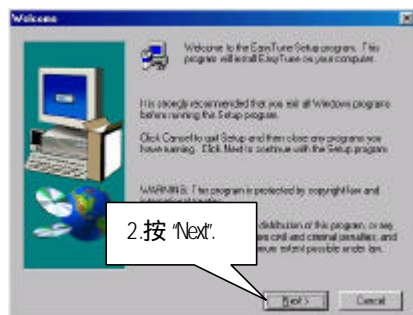 Welcome
Welcome to the EasyTune Setup program. This
program will install EasyTune on your computer.
It is strongly recommended that you exit all Windows programs
before running this Setup program.
Click Cancel to quit Setup and then close any programs you
have running. Click Next to continue with the Setup program.
WARNING: This program is protected by copyright law and
distribution of this program, or any
civil and criminal penalties, and
extent possible under law.
2.按 "Next".
Next >
Cancel